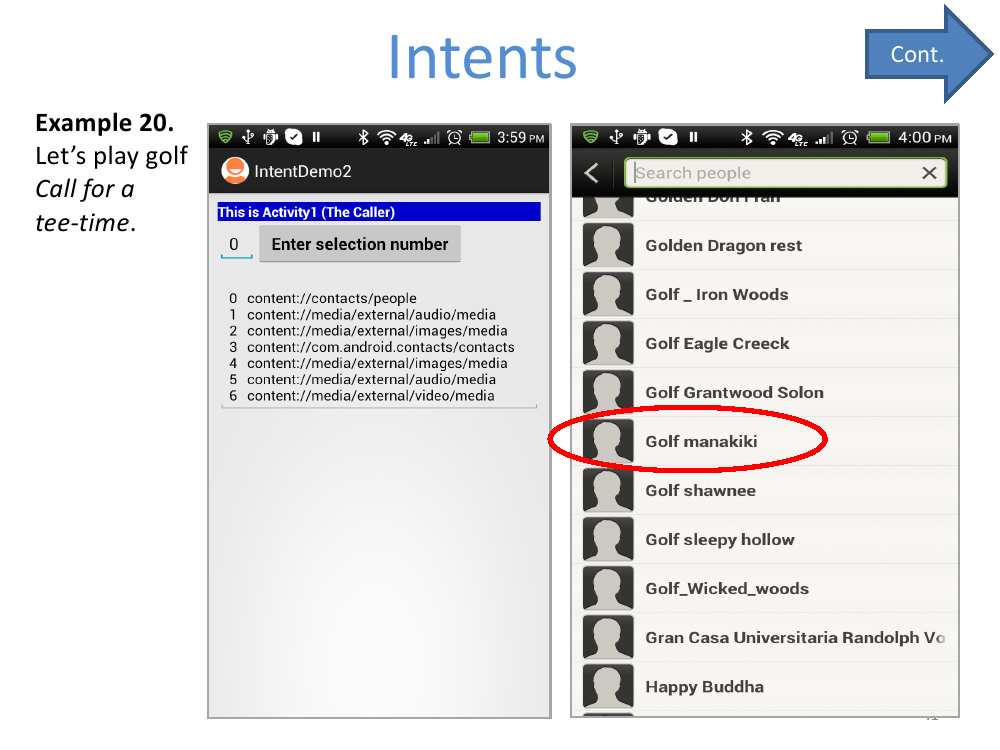 Intents
Cont.
Example 20.
Let's play golf
Call for a
tee-time.
4G LTE 3:59 PM
IntentDemo2
This is Activity1 (The Caller)
0 Enter selection number
0 content://contacts/people
1 content://media/external/audio/media
2 content://media/external/images/media
3 content://com.android.contacts/contacts
4 content://media/external/images/media
5 content://media/external/audio/media
6 content://media/external/video/media
4G LTE 4:00 PM
Search people
Golden Dragon rest
Golf _ Iron Woods
Golf Eagle Creeck
Golf Grantwood Solon
Golf manakiki
Golf shawnee
Golf sleepy hollow
Golf_Wicked_woods
Gran Casa Universitaria Randolph Vo
Happy Buddha